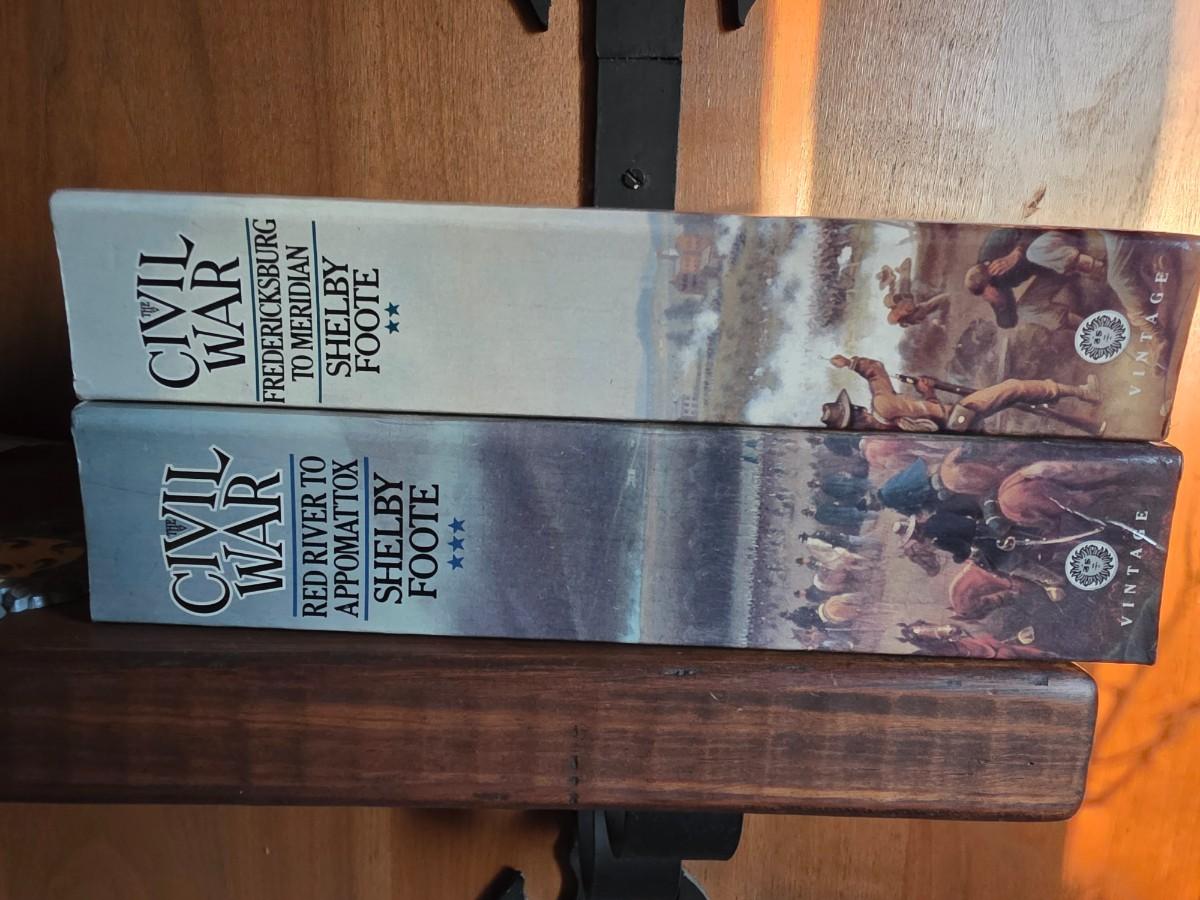 THE
CIVIL
WAR
FREDERICKSBURG
TO MERIDIAN
SHELBY
FOOTE
VINTAGE
THE
CIVIL
WAR
RED RIVER TO
APPOMATTOX
SHELBY
FOOTE
VINTAGE